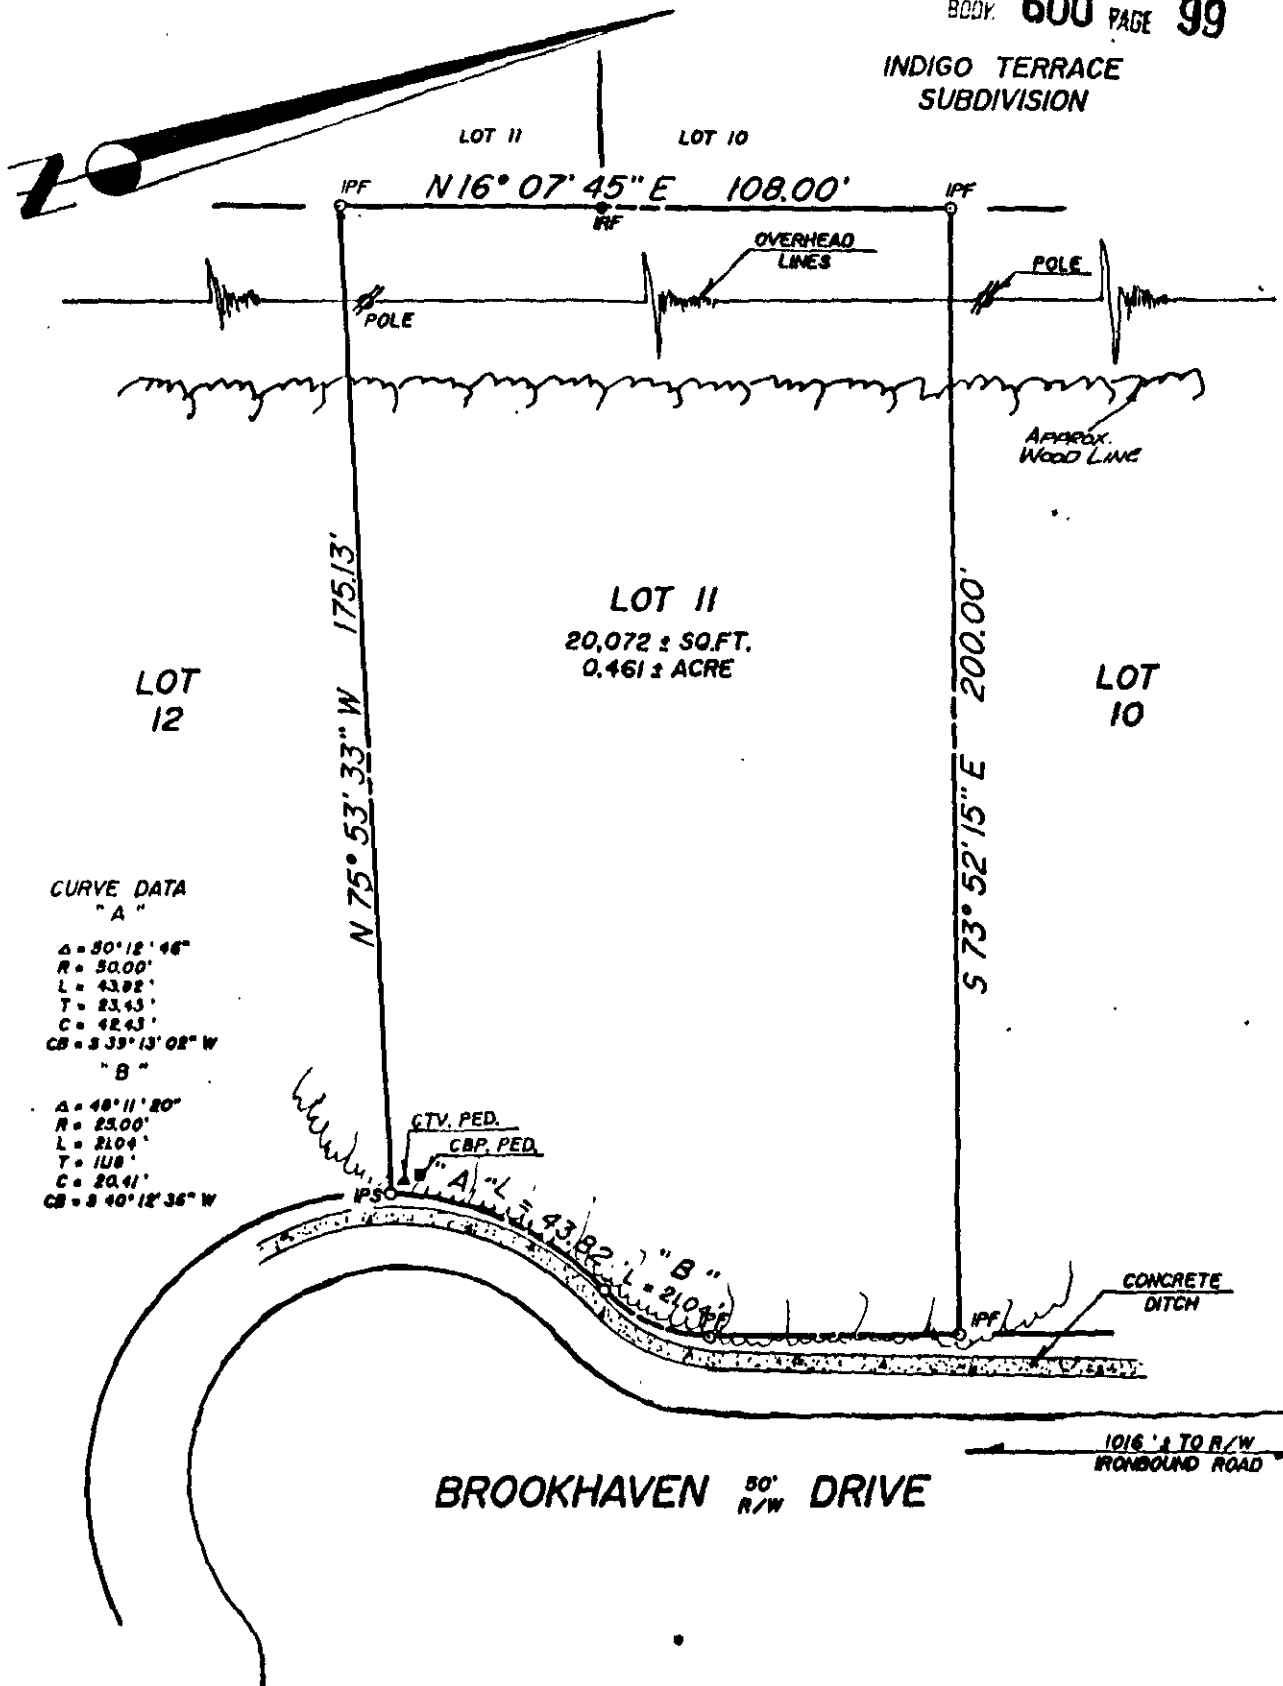 BOOK 600 PAGE 99
INDIGO TERRACE
SUBDIVISION
LOT 11
LOT 10
IPF
N 16° 07' 45" E 108.00'
IPF
IRF
OVERHEAD
LINES
POLE
POLE
APPROX.
WOOD LINE
N 75° 53' 33" W 175.13'
LOT 11
20,072 ± SQ.FT.
0.461 ± ACRE
S 73° 52' 15" E 200.00'
LOT
12
LOT
10
CURVE DATA
"A"
Δ = 50° 12' 46"
R = 50.00'
L = 43.82'
T = 23.43'
C = 42.43'
CB = S 39° 13' 02" W
"B"
Δ = 48° 11' 20"
R = 25.00'
L = 21.04'
T = 11.18'
C = 20.41'
CB = S 40° 12' 36" W
CTV. PED.
CBP. PED.
IPS
"A" L = 43.82'
"B"
L = 21.04'
IPF
IPF
CONCRETE
DITCH
1016 '± TO R/W
IRONBOUND ROAD
BROOKHAVEN 50' R/W DRIVE